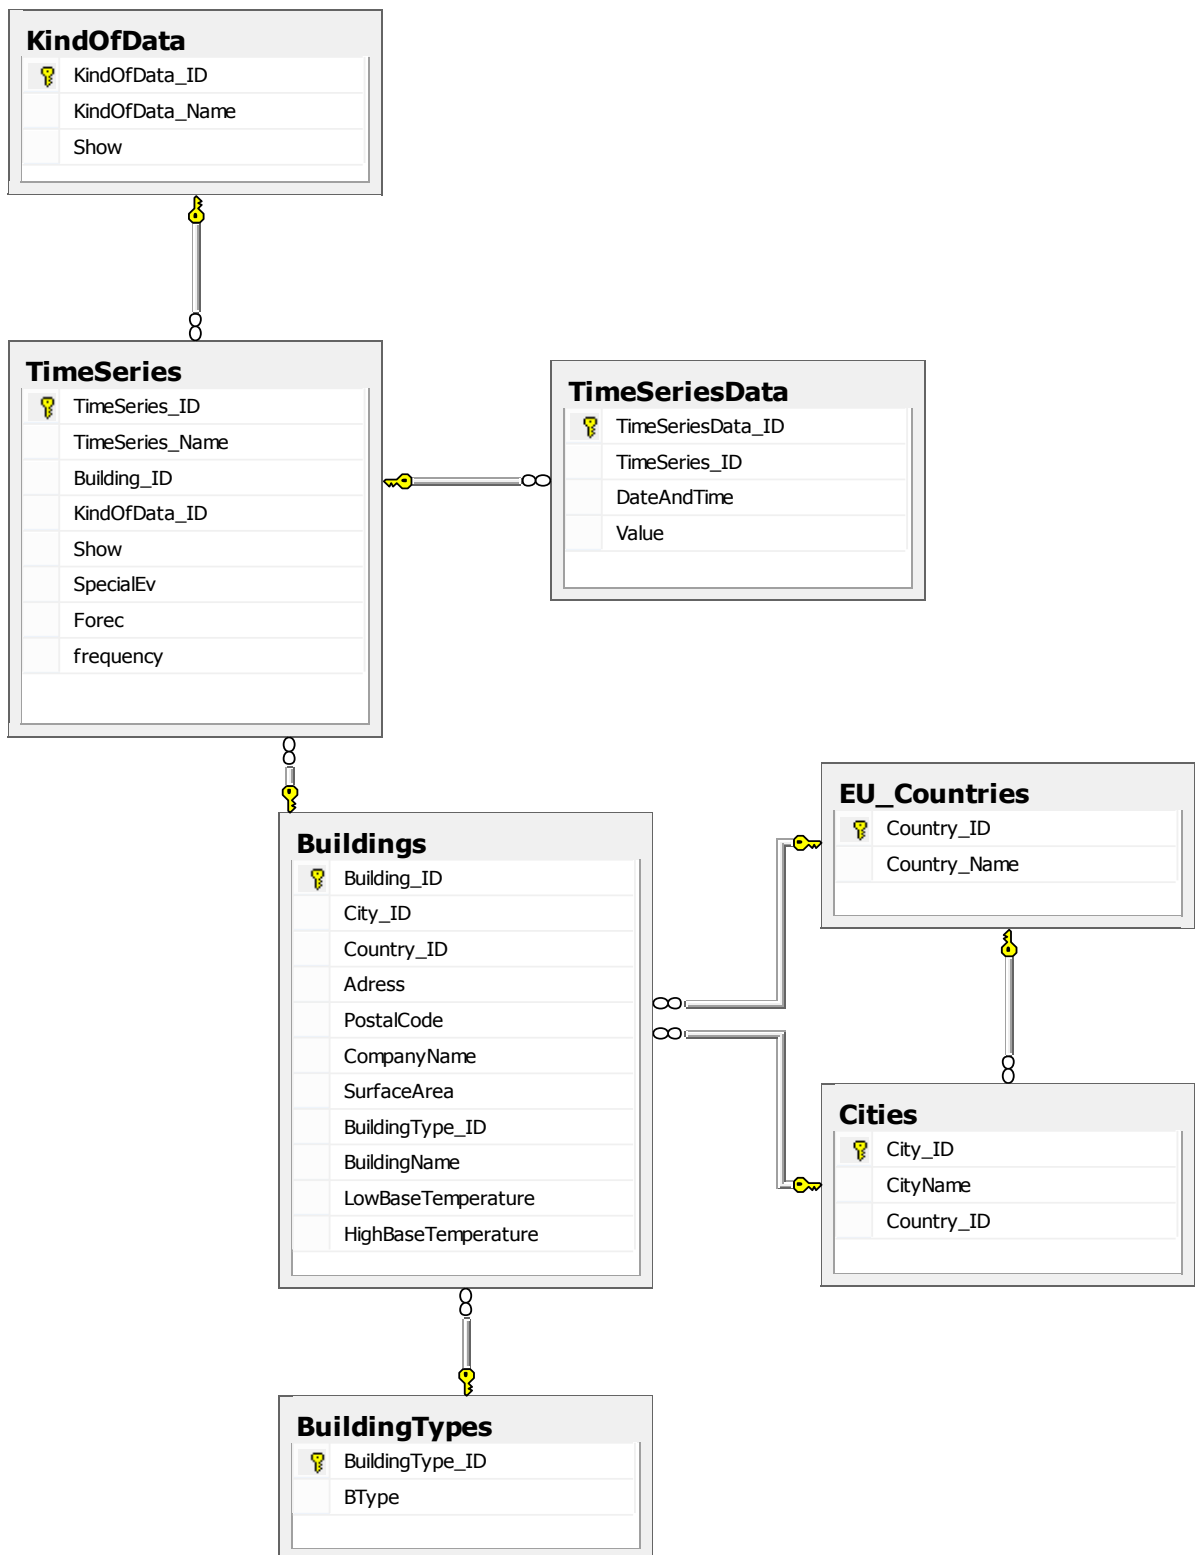 KindOfData
KindOfData_ID
KindOfData_Name
Show
TimeSeries
TimeSeries_ID
TimeSeries_Name
Building_ID
KindOfData_ID
Show
SpecialEv
Forec
frequency
TimeSeriesData
TimeSeriesData_ID
TimeSeries_ID
DateAndTime
Value
Buildings
Building_ID
City_ID
Country_ID
Adress
PostalCode
CompanyName
SurfaceArea
BuildingType_ID
BuildingName
LowBaseTemperature
HighBaseTemperature
EU_Countries
Country_ID
Country_Name
Cities
City_ID
CityName
Country_ID
BuildingTypes
BuildingType_ID
BType